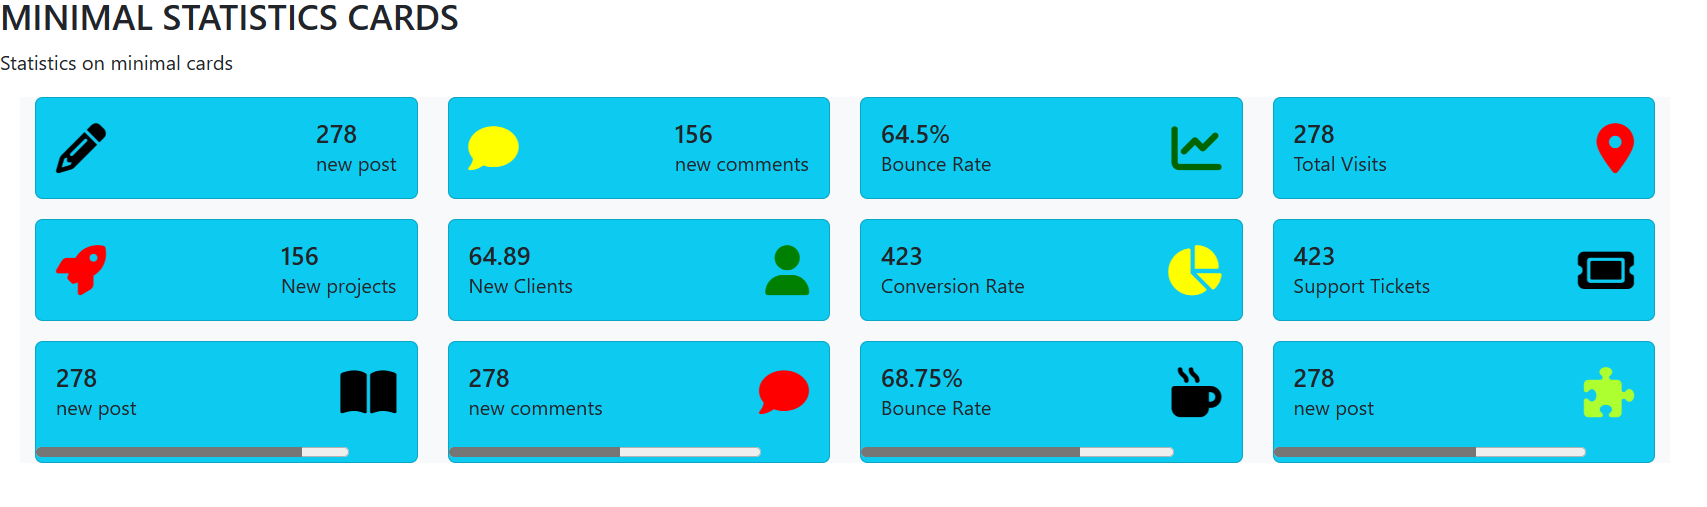 MINIMAL STATISTICS CARDS
Statistics on minimal cards
278
new post
156
new comments
64.5%
Bounce Rate
278
Total Visits
156
New projects
64.89
New Clients
423
Conversion Rate
423
Support Tickets
278
new post
278
new comments
68.75%
Bounce Rate
278
new post